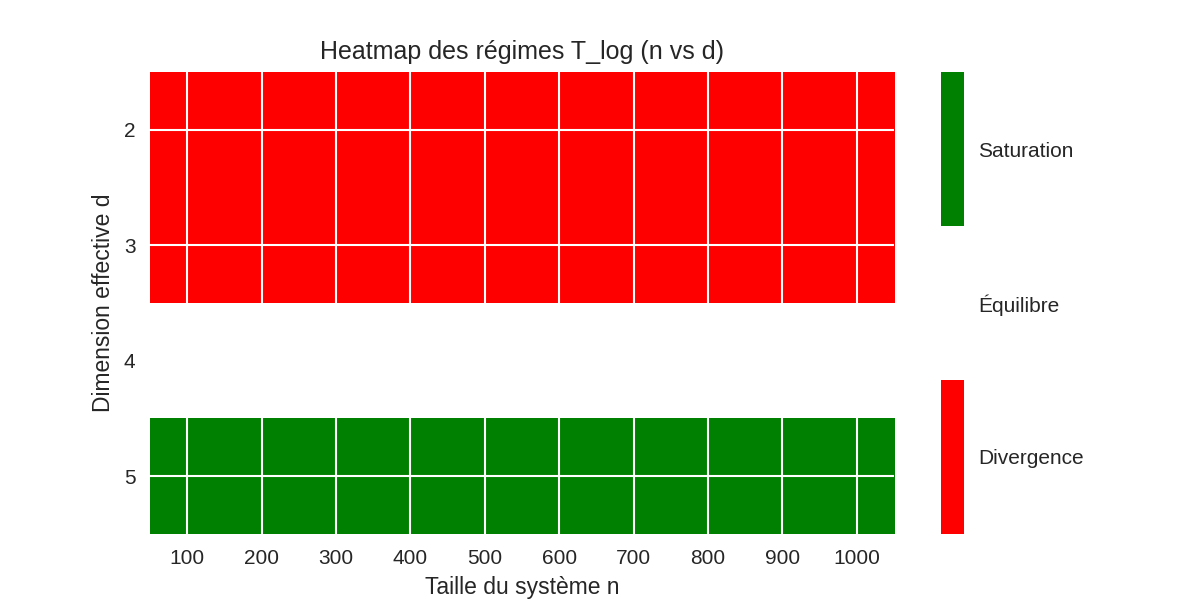 Heatmap des régimes T_log (n vs d)
Dimension effective d
2
3
4
5
100 200 300 400 500 600 700 800 900 1000
Taille du système n
Saturation
Équilibre
Divergence